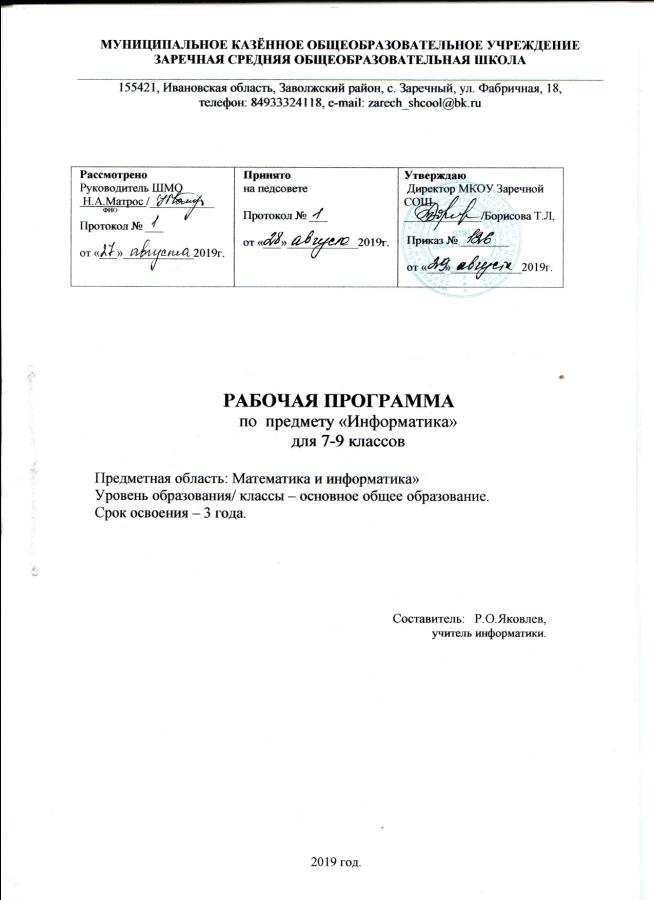 МУНИЦИПАЛЬНОЕ КАЗЁННОЕ ОБЩЕОБРАЗОВАТЕЛЬНОЕ УЧРЕЖДЕНИЕ
ЗАРЕЧНАЯ СРЕДНЯЯ ОБЩЕОБРАЗОВАТЕЛЬНАЯ ШКОЛА
155421, Ивановская область, Заволжский район, с. Заречный, ул. Фабричная, 18,
телефон: 84933324118, e-mail: zarech_shcool@bk.ru
Рассмотрено
Руководитель ШМО
Н.А.Матрос /
ФИО
Протокол № 1
от «27» августа 2019г.
Принято
на педсовете
Протокол № 1
от «28» августа 2019г.
Утверждаю
Директор МКОУ Заречной
СОШ
/Борисова Т.Л,
Приказ № 126
от «29» августа 2019г.
РАБОЧАЯ ПРОГРАММА
по предмету «Информатика»
для 7-9 классов
Предметная область: Математика и информатика»
Уровень образования/ классы – основное общее образование.
Срок освоения – 3 года.
Составитель: Р.О.Яковлев,
учитель информатики.
2019 год.